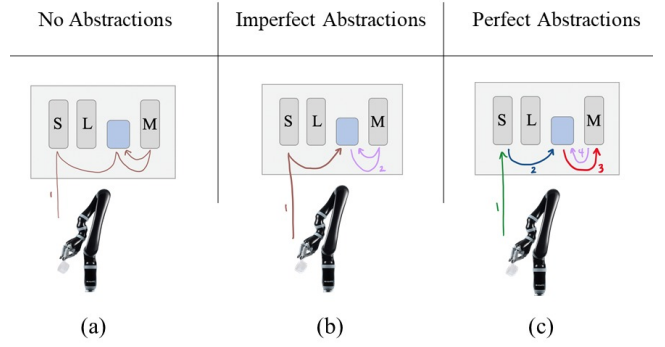 No Abstractions
Imperfect Abstractions
Perfect Abstractions
S L M
S L M
S L M
1
1 2
1 2 3 4
(a)
(b)
(c)